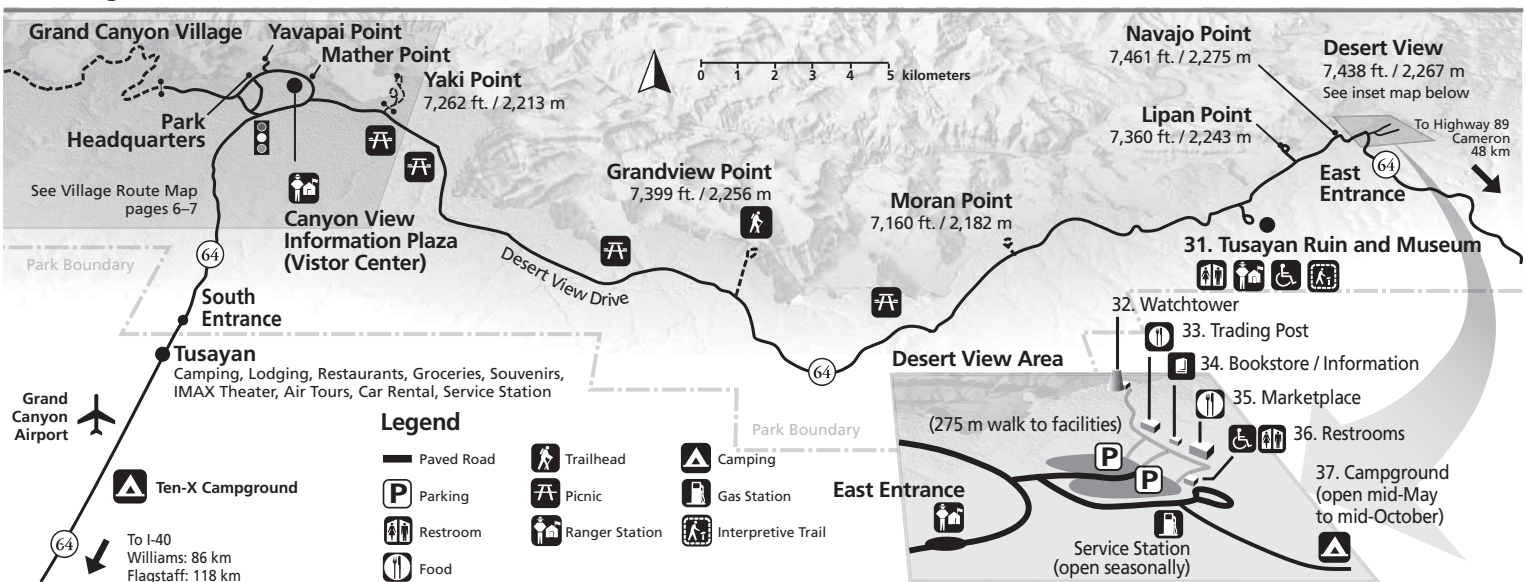 Grand Canyon Village
Yavapai Point
Mather Point
Yaki Point
7,262 ft. / 2,213 m
Park
Headquarters
See Village Route Map
pages 6–7
Canyon View
Information Plaza
(Vistor Center)
64
Park Boundary
South
Entrance
Tusayan
Camping, Lodging, Restaurants, Groceries, Souvenirs,
IMAX Theater, Air Tours, Car Rental, Service Station
Grand
Canyon
Airport
Ten-X Campground
64
To I-40
Williams: 86 km
Flagstaff: 118 km
0 1 2 3 4 5 kilometers
Grandview Point
7,399 ft. / 2,256 m
Desert View Drive
Moran Point
7,160 ft. / 2,182 m
64
Park Boundary
Navajo Point
7,461 ft. / 2,275 m
Lipan Point
7,360 ft. / 2,243 m
Desert View
7,438 ft. / 2,267 m
See inset map below
To Highway 89
Cameron
48 km
64
East
Entrance
31. Tusayan Ruin and Museum
Legend
Paved Road
P Parking
Restroom
Food
Trailhead
Picnic
Ranger Station
Camping
Gas Station
Interpretive Trail
Desert View Area
32. Watchtower
33. Trading Post
34. Bookstore / Information
35. Marketplace
36. Restrooms
37. Campground
(open mid-May
to mid-October)
(275 m walk to facilities)
P
P
East Entrance
Service Station
(open seasonally)